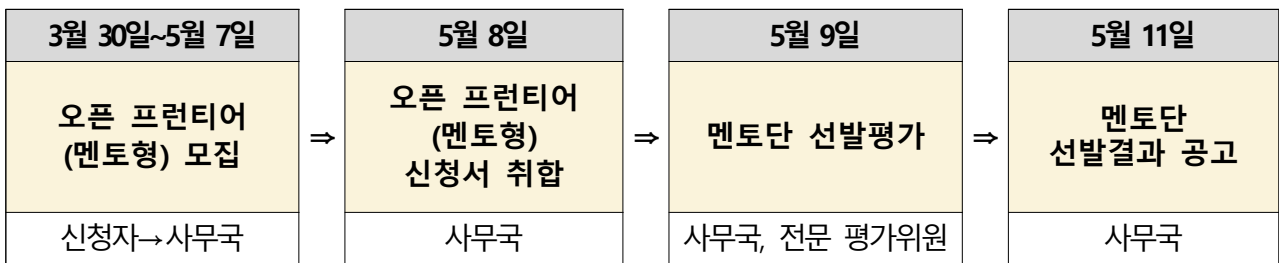 3월 30일~5월 7일
오픈 프런티어
(멘토형) 모집
신청자→사무국
⇒
5월 8일
오픈 프런티어
(멘토형)
신청서 취합
사무국
⇒
5월 9일
멘토단 선발평가
사무국, 전문 평가위원
⇒
5월 11일
멘토단
선발결과 공고
사무국